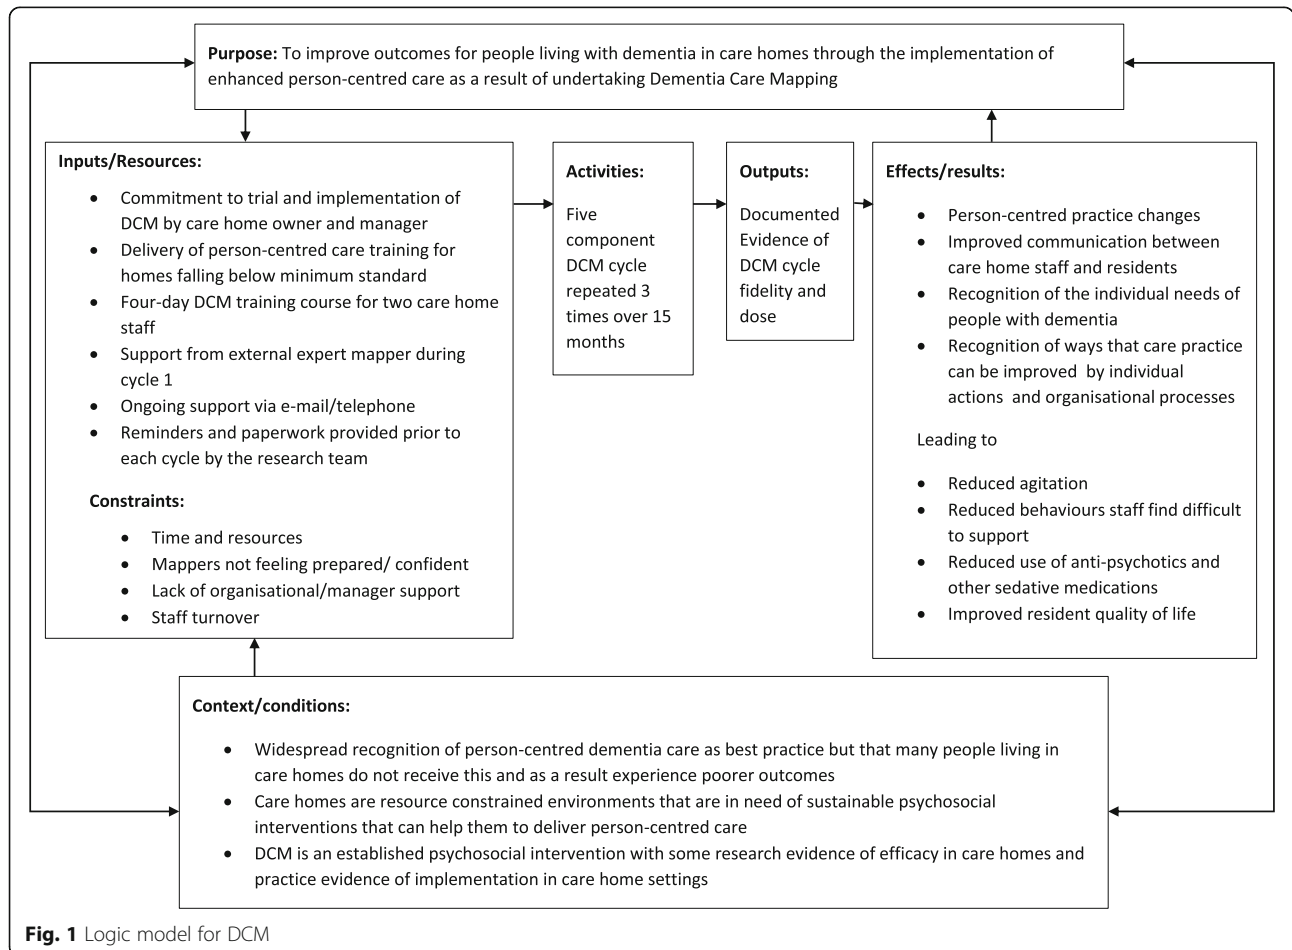 Purpose: To improve outcomes for people living with dementia in care homes through the implementation of
enhanced person-centred care as a result of undertaking Dementia Care Mapping
Inputs/Resources:
• Commitment to trial and implementation of
DCM by care home owner and manager
• Delivery of person-centred care training for
homes falling below minimum standard
• Four-day DCM training course for two care home
staff
• Support from external expert mapper during
cycle 1
• Ongoing support via e-mail/telephone
• Reminders and paperwork provided prior to
each cycle by the research team
Constraints:
• Time and resources
• Mappers not feeling prepared/ confident
• Lack of organisational/manager support
• Staff turnover
Activities:
Five
component
DCM cycle
repeated 3
times over 15
months
Outputs:
Documented
Evidence of
DCM cycle
fidelity and
dose
Effects/results:
• Person-centred practice changes
• Improved communication between
care home staff and residents
• Recognition of the individual needs of
people with dementia
• Recognition of ways that care practice
can be improved by individual
actions and organisational processes
Leading to
• Reduced agitation
• Reduced behaviours staff find difficult
to support
• Reduced use of anti-psychotics and
other sedative medications
• Improved resident quality of life
Context/conditions:
• Widespread recognition of person-centred dementia care as best practice but that many people living in
care homes do not receive this and as a result experience poorer outcomes
• Care homes are resource constrained environments that are in need of sustainable psychosocial
interventions that can help them to deliver person-centred care
• DCM is an established psychosocial intervention with some research evidence of efficacy in care homes and
practice evidence of implementation in care home settings
Fig. 1 Logic model for DCM